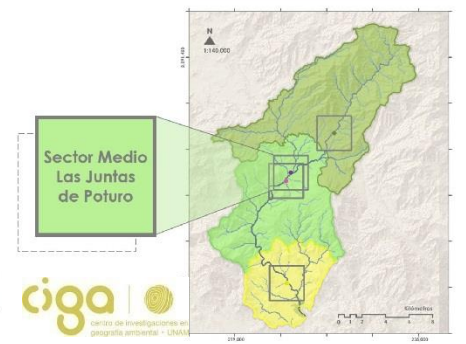 N
1:140.000
Sector Medio
Las Juntas
de Poturo
ciga
centro de investigaciones en
geografía ambiental - UNAM
Kilómetros